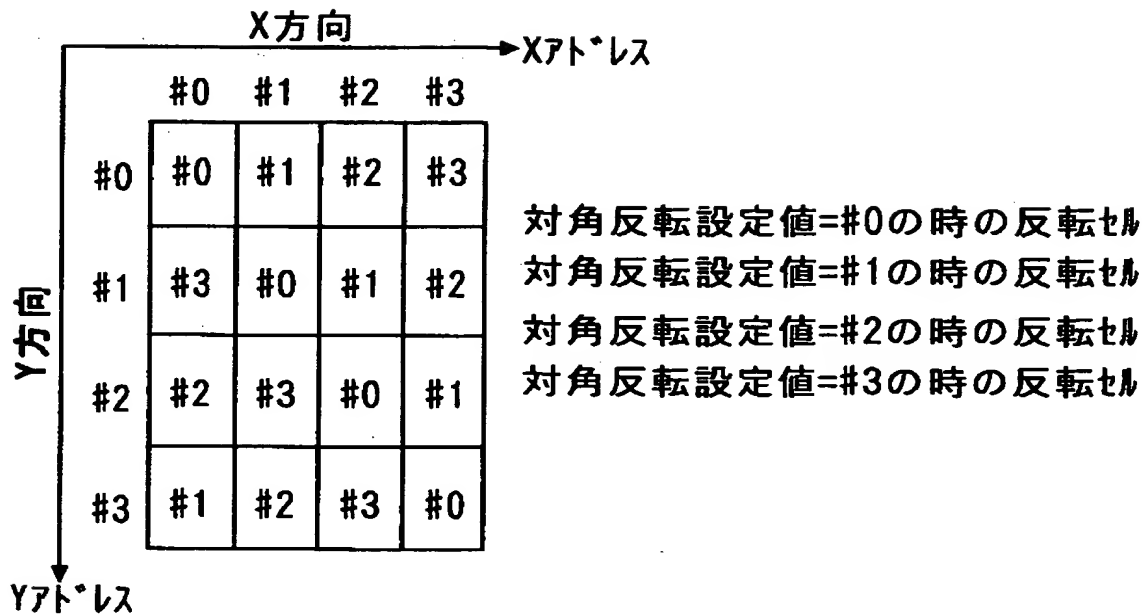 X方向
Xアドレス
#0 #1 #2 #3
#0 #0 #1 #2 #3
#1 #3 #0 #1 #2
#2 #2 #3 #0 #1
#3 #1 #2 #3 #0
Y方向
Yアドレス
対角反転設定値=#0の時の反転セル
対角反転設定値=#1の時の反転セル
対角反転設定値=#2の時の反転セル
対角反転設定値=#3の時の反転セル